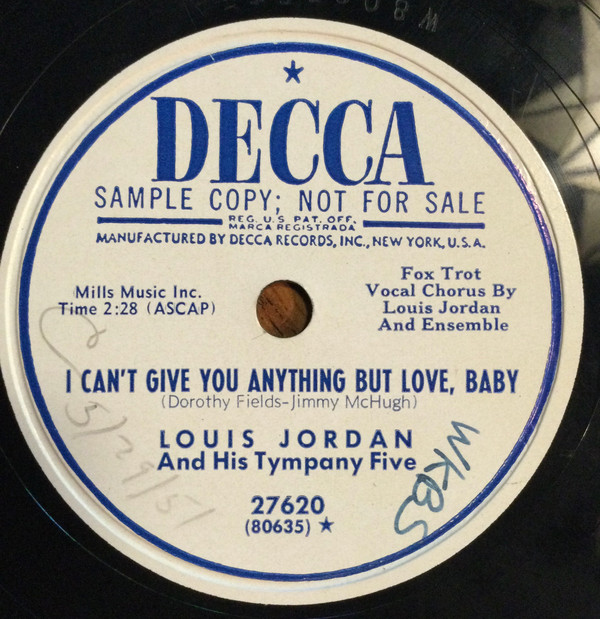 ★
DECCA
SAMPLE COPY; NOT FOR SALE
REG. U.S. PAT. OFF.
MARCA REGISTRADA
MANUFACTURED BY DECCA RECORDS, INC., NEW YORK, U.S.A.
Mills Music Inc.
Time 2:28 (ASCAP)
Fox Trot
Vocal Chorus By
Louis Jordan
And Ensemble
I CAN'T GIVE YOU ANYTHING BUT LOVE, BABY
(Dorothy Fields-Jimmy McHugh)
LOUIS JORDAN
And His Tympany Five
27620
(80635) ★
5/29/51
WKBS